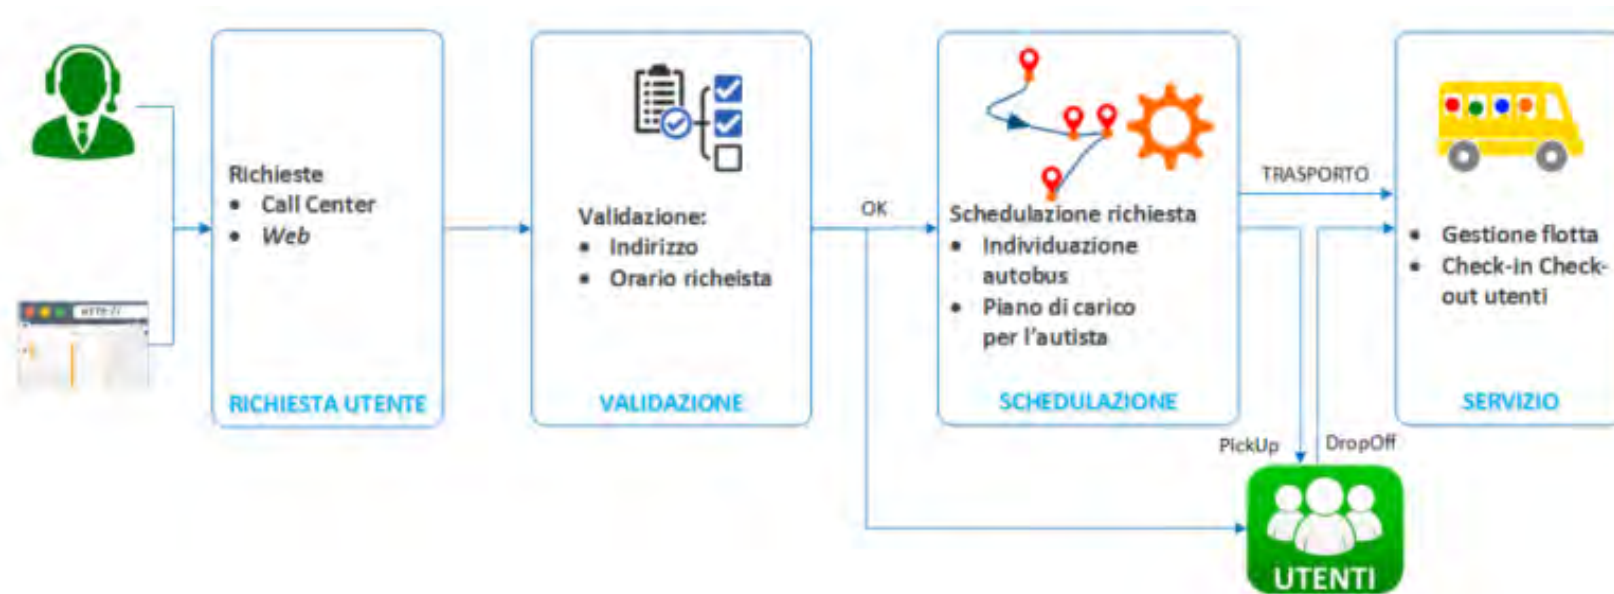 Richieste
• Call Center
• Web
RICHIESTA UTENTE
Validazione:
• Indirizzo
• Orario richeista
VALIDAZIONE
OK
Schedulazione richiesta
• Individuazione
autobus
• Piano di carico
per l'autista
SCHEDULAZIONE
TRASPORTO
• Gestione flotta
• Check-in Check-
out utenti
SERVIZIO
PickUp
DropOff
UTENTI